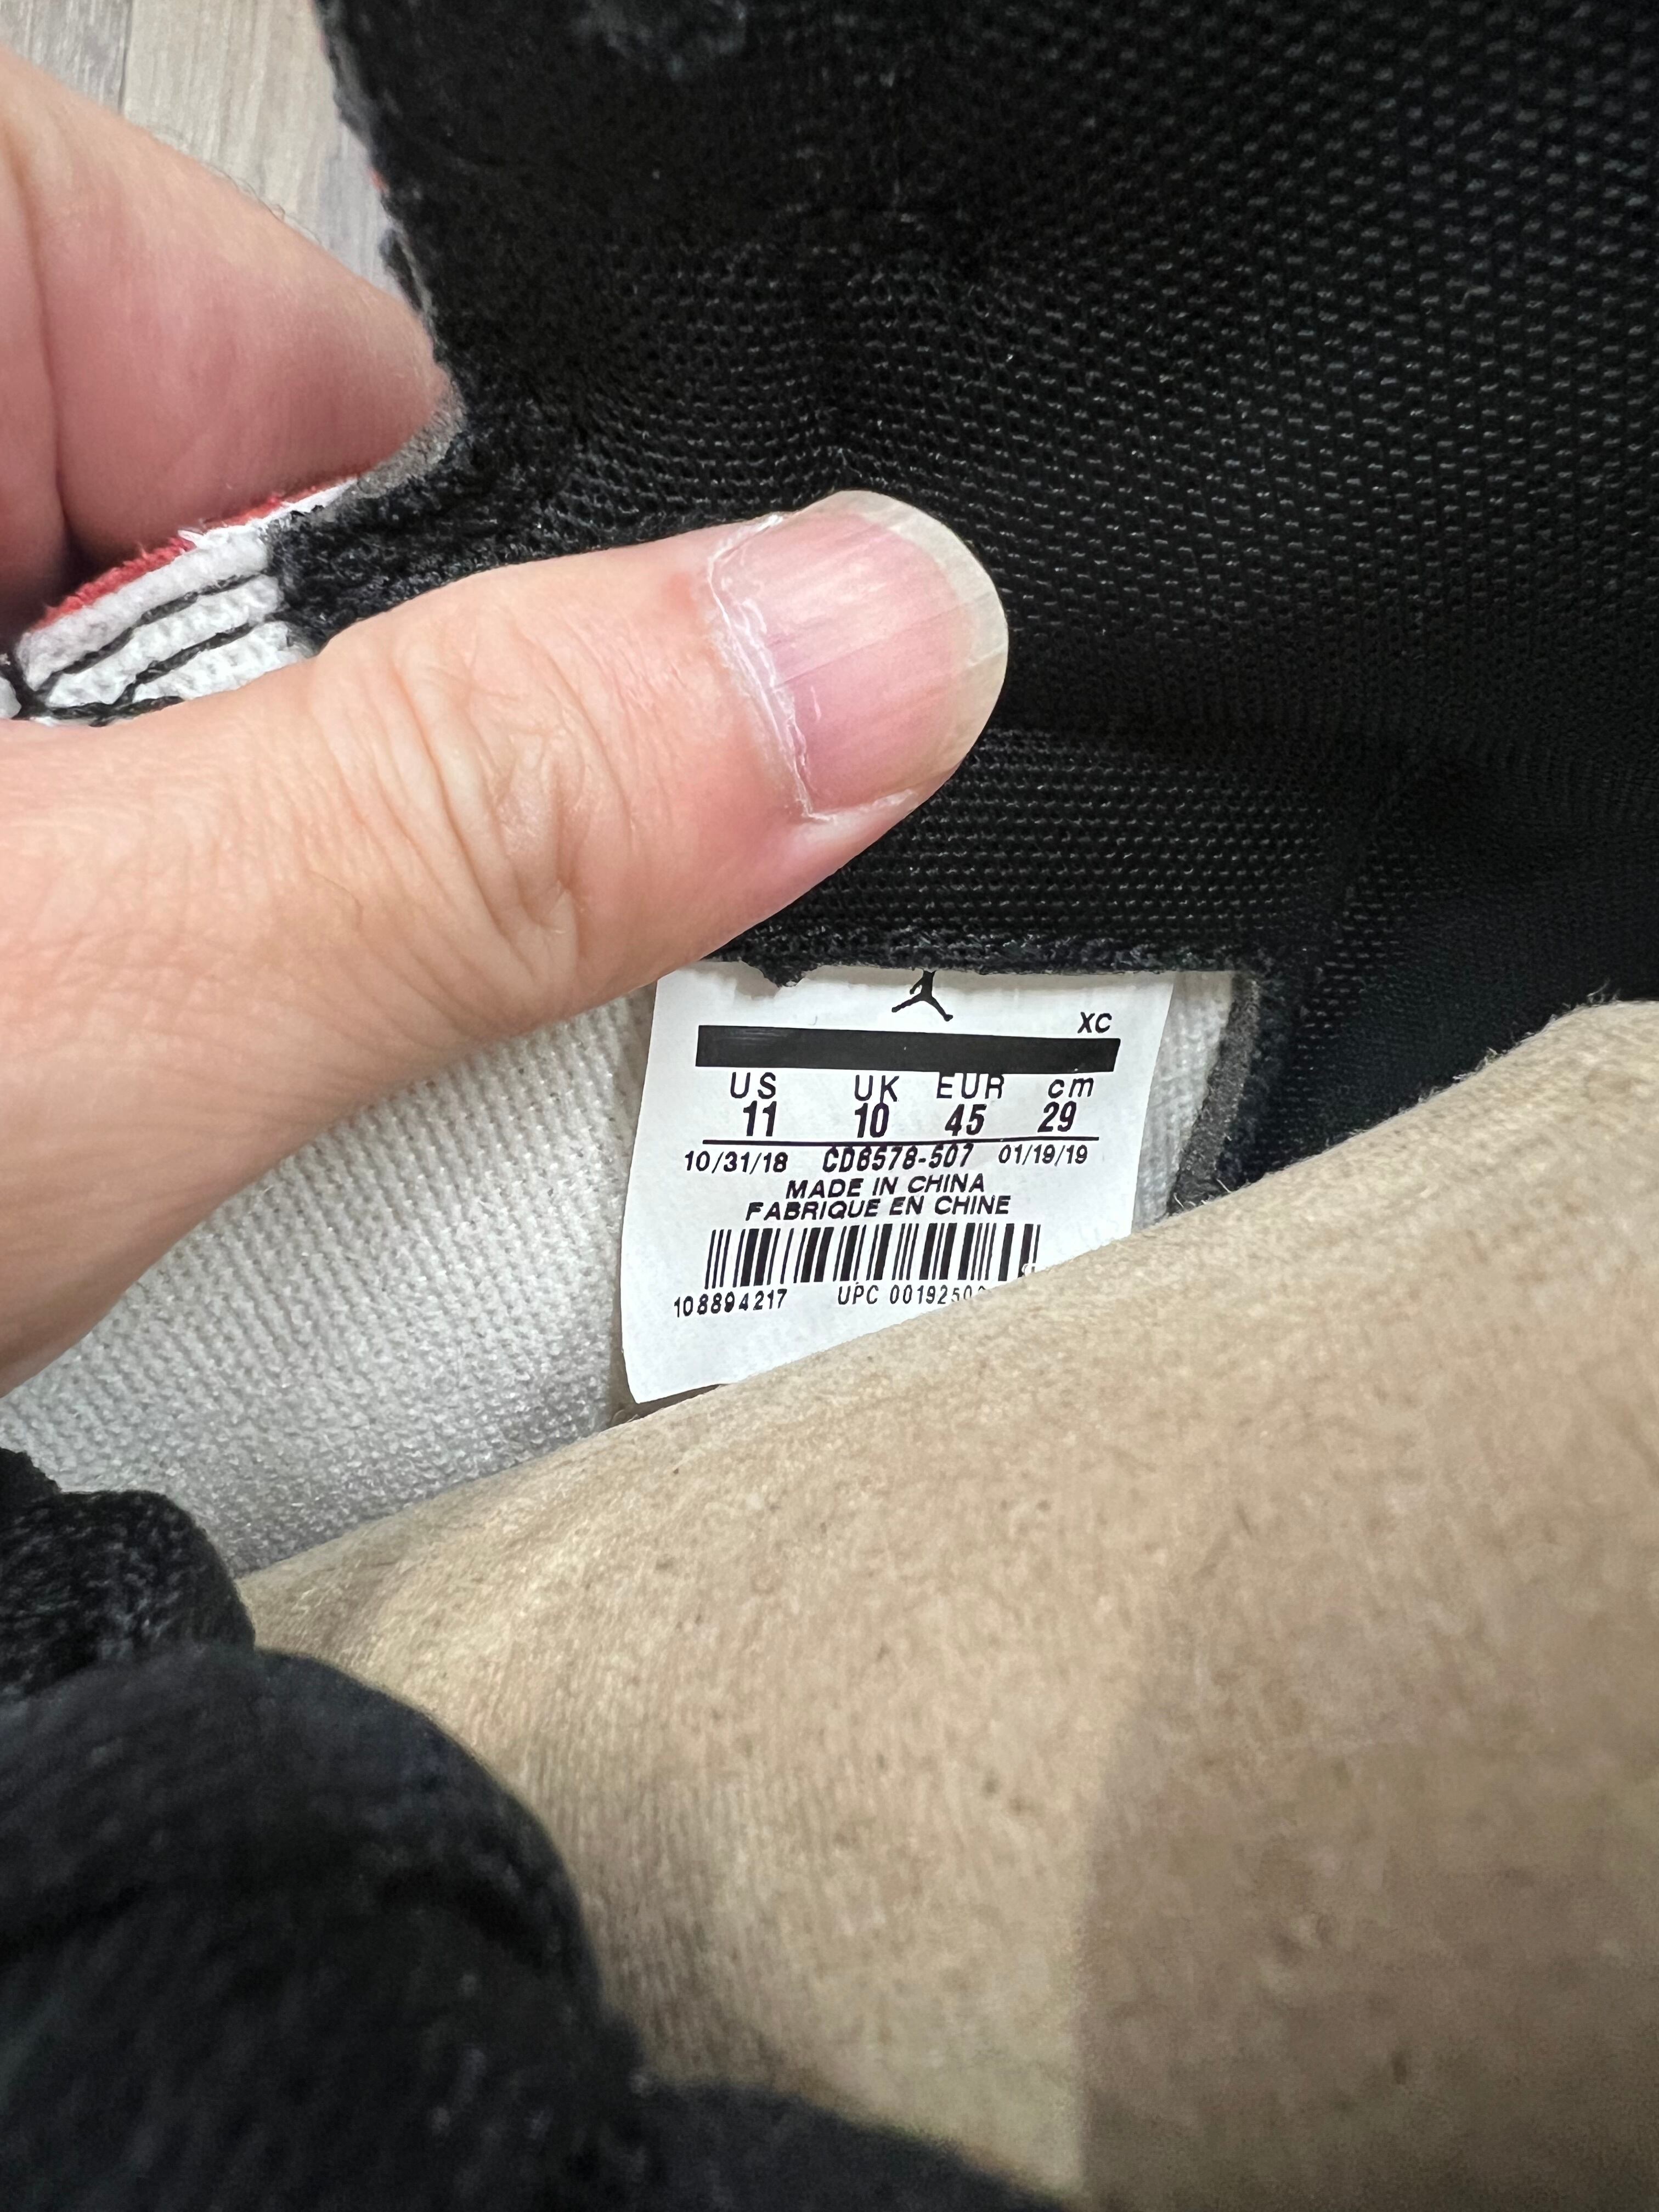 XC
US UK EUR cm
11 10 45 29
10/31/18 CD6578-507 01/19/19
MADE IN CHINA
FABRIQUE EN CHINE
108894217 UPC 0019250